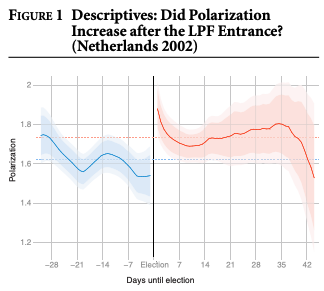 FIGURE 1 Descriptives: Did Polarization
Increase after the LPF Entrance?
(Netherlands 2002)
2
1.8
1.6
1.4
1.2
Polarization
−28 −21 −14 −7 Election 7 14 21 28 35 42
Days until election